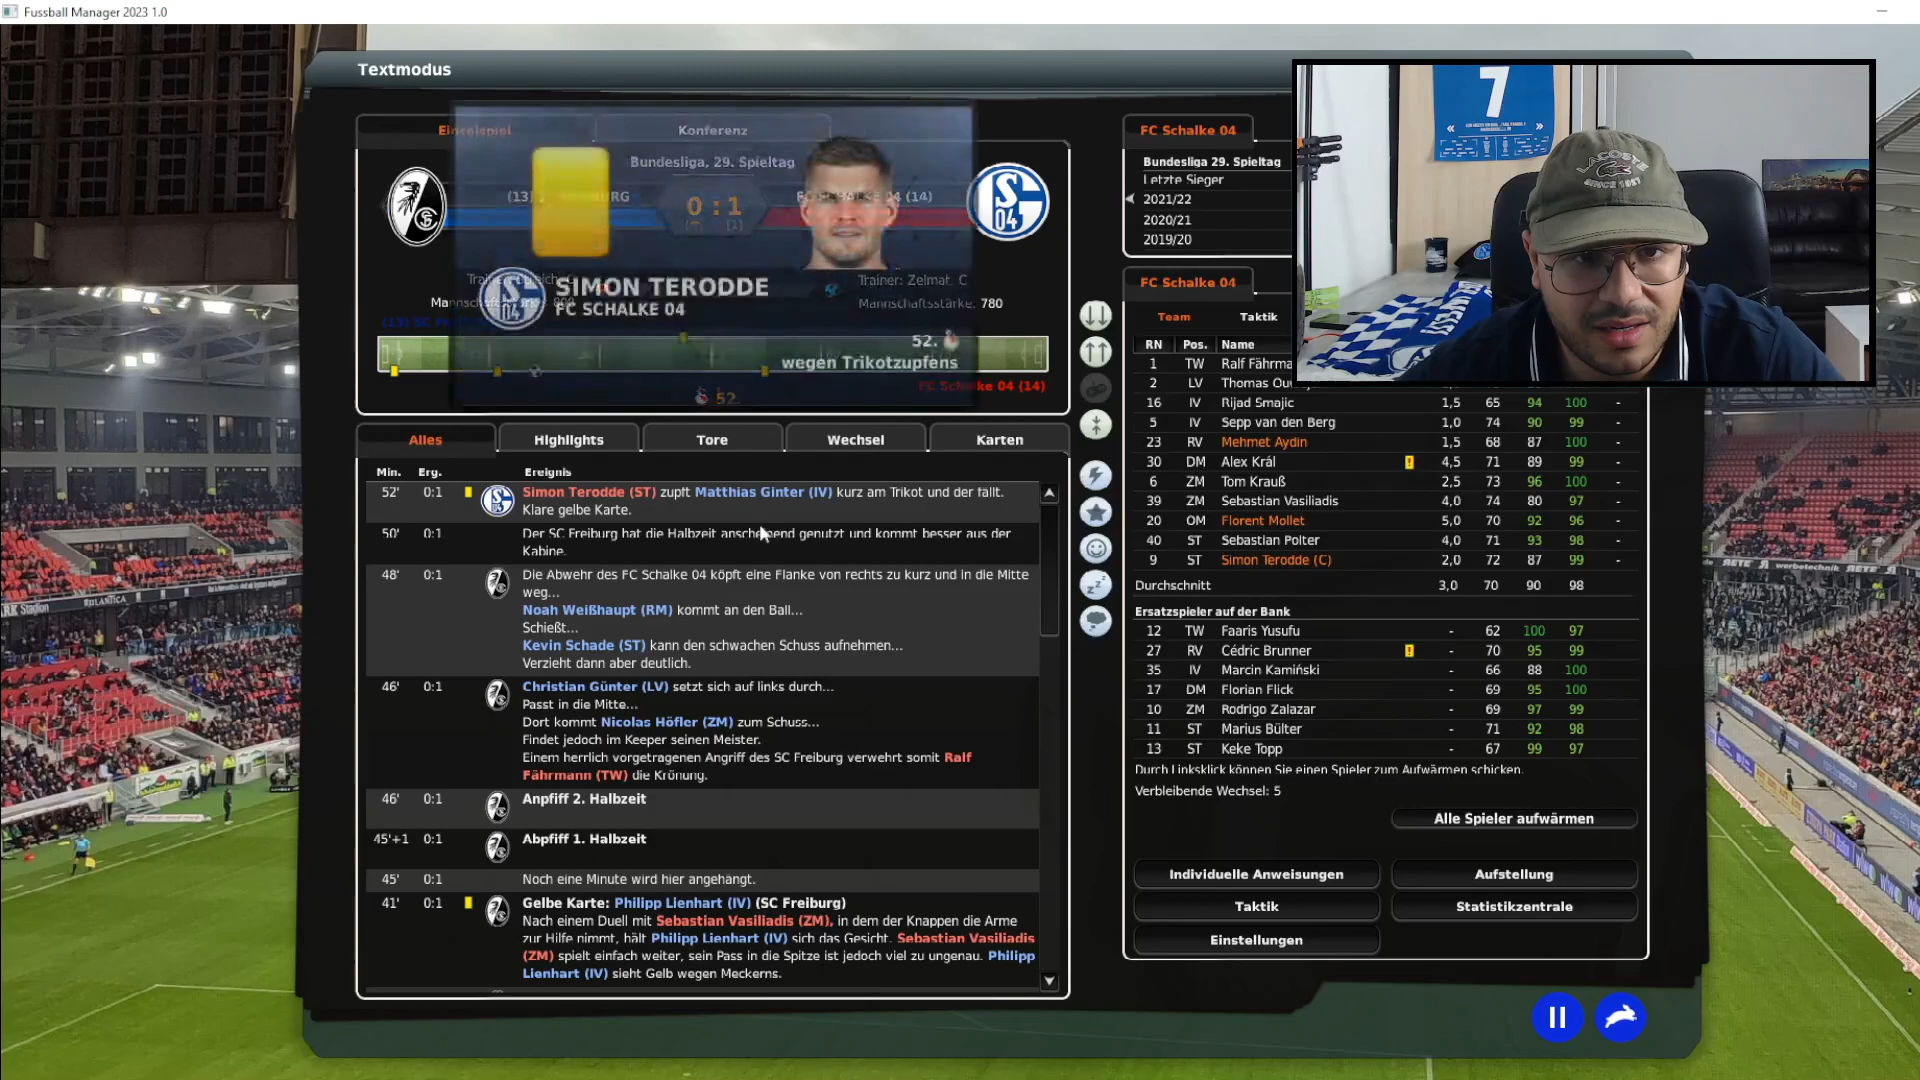 Fussball Manager 2023 1.0
Textmodus
Einzelspiel
Konferenz
Bundesliga, 29. Spieltag
0 : 1
FC SCHALKE 04 (14)
Trainer: Zelmat, C
Mannschaftsstärke: 780
SIMON TERODDE
FC SCHALKE 04
52.
wegen Trikotzupfens
FC Schalke 04 (14)
52.
Alles
Highlights
Tore
Wechsel
Karten
Min. Erg. Ereignis
52' 0:1 Simon Terodde (ST) zupft Matthias Ginter (IV) kurz am Trikot und der fällt.
Klare gelbe Karte.
50' 0:1 Der SC Freiburg hat die Halbzeit anscheinend genutzt und kommt besser aus der
Kabine.
48' 0:1 Die Abwehr des FC Schalke 04 köpft eine Flanke von rechts zu kurz und in die Mitte
weg...
Noah Weißhaupt (RM) kommt an den Ball...
Schießt...
Kevin Schade (ST) kann den schwachen Schuss aufnehmen...
Verzieht dann aber deutlich.
46' 0:1 Christian Günter (LV) setzt sich auf links durch...
Passt in die Mitte...
Dort kommt Nicolas Höfler (ZM) zum Schuss...
Findet jedoch im Keeper seinen Meister.
Einem herrlich vorgetragenen Angriff des SC Freiburg verwehrt somit Ralf
Fährmann (TW) die Krönung.
46' 0:1 Anpfiff 2. Halbzeit
45'+1 0:1 Abpfiff 1. Halbzeit
45' 0:1 Noch eine Minute wird hier angehängt.
41' 0:1 Gelbe Karte: Philipp Lienhart (IV) (SC Freiburg)
Nach einem Duell mit Sebastian Vasiliadis (ZM), in dem der Knappen die Arme
zur Hilfe nimmt, hält Philipp Lienhart (IV) sich das Gesicht. Sebastian Vasiliadis
(ZM) spielt einfach weiter, sein Pass in die Spitze ist jedoch viel zu ungenau. Philipp
Lienhart (IV) sieht Gelb wegen Meckerns.
FC Schalke 04
Bundesliga 29. Spieltag
Letzte Sieger
2021/22
2020/21
2019/20
FC Schalke 04
Team Taktik
RN Pos. Name
1 TW Ralf Fährma
2 LV Thomas Ou
16 IV Rijad Smajic 1,5 65 94 100 -
5 IV Sepp van den Berg 1,0 74 90 99 -
23 RV Mehmet Aydin 1,5 68 87 100 -
30 DM Alex Král 4,5 71 89 99 -
6 ZM Tom Krauß 2,5 73 96 100 -
39 ZM Sebastian Vasiliadis 4,0 74 80 97 -
20 OM Florent Mollet 5,0 70 92 96 -
40 ST Sebastian Polter 4,0 71 93 98 -
9 ST Simon Terodde (C) 2,0 72 87 99 -
Durchschnitt 3,0 70 90 98
Ersatzspieler auf der Bank
12 TW Faaris Yusufu - 62 100 97
27 RV Cédric Brunner - 70 95 99
35 IV Marcin Kamiński - 66 88 100
17 DM Florian Flick - 69 95 100
10 ZM Rodrigo Zalazar - 69 97 99
11 ST Marius Bülter - 71 92 98
13 ST Keke Topp - 67 99 97
Durch Linksklick können Sie einen Spieler zum Aufwärmen schicken.
Verbleibende Wechsel: 5
Alle Spieler aufwärmen
Individuelle Anweisungen
Aufstellung
Taktik
Statistikzentrale
Einstellungen
7
LACOSTE